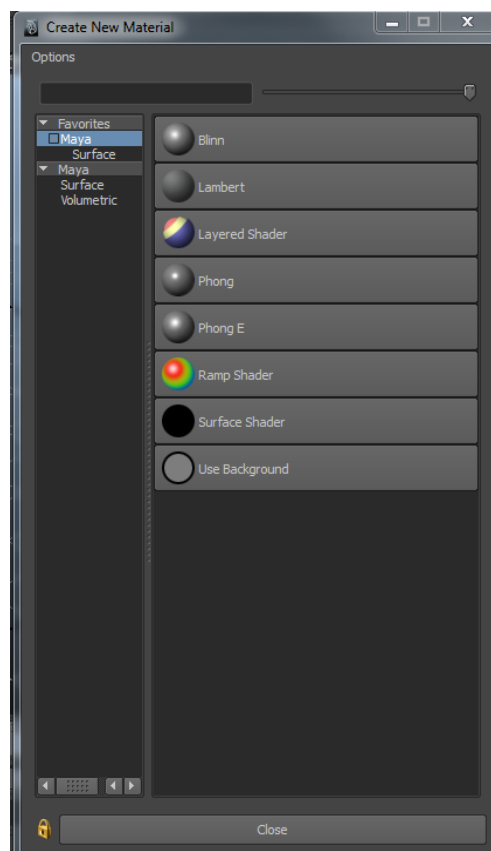 Create New Material
Options
Favorites
Maya
Surface
Maya
Surface
Volumetric
Blinn
Lambert
Layered Shader
Phong
Phong E
Ramp Shader
Surface Shader
Use Background
Close